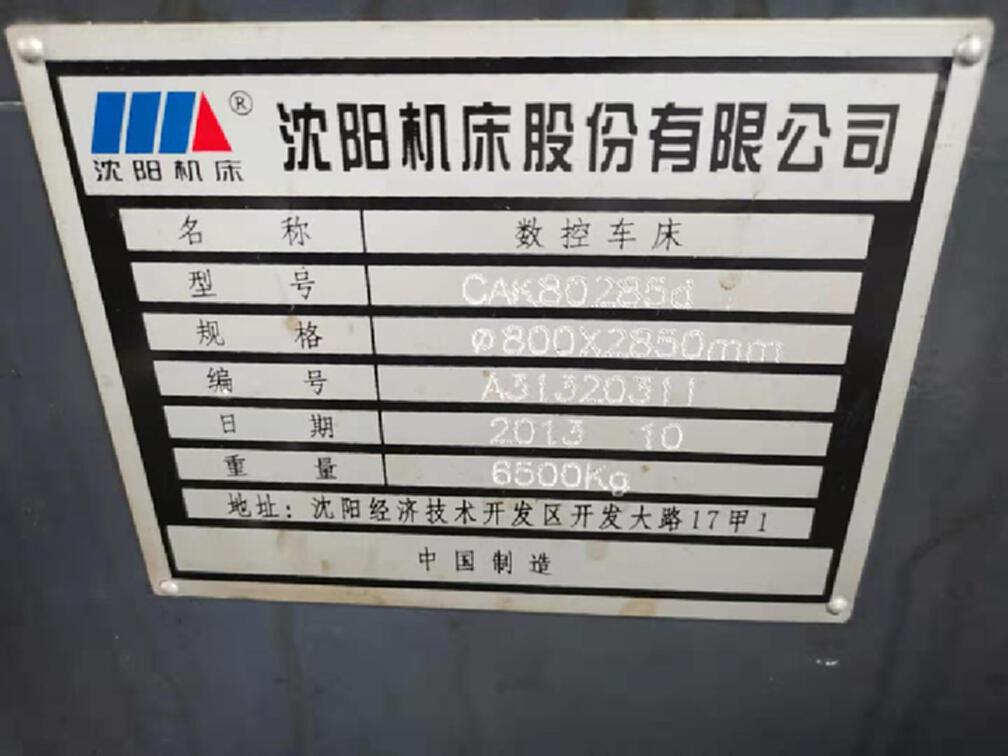 沈阳机床® 沈阳机床股份有限公司
名称 数控车床
型号 CAK80285d
规格 φ800X2850mm
编号 A31320311
日期 2013 10
重量 6500Kg
地址：沈阳经济技术开发区开发大路17甲1
中国制造